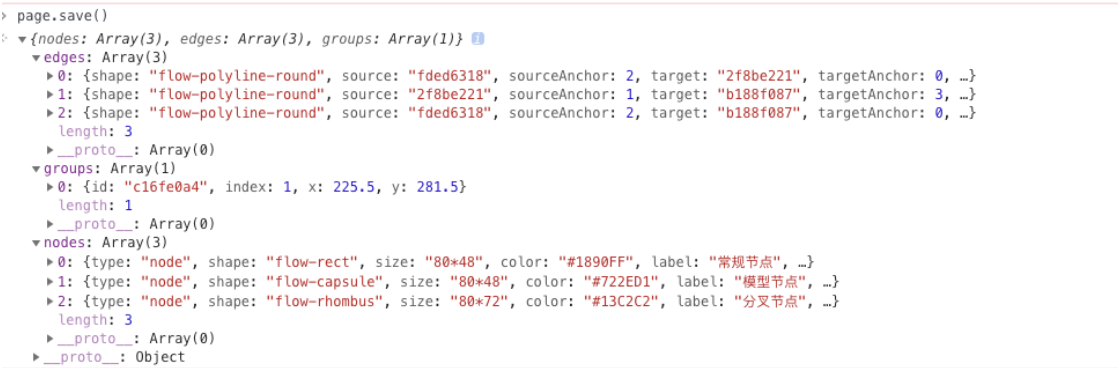 page.save()
{nodes: Array(3), edges: Array(3), groups: Array(1)} i
edges: Array(3)
0: {shape: "flow-polyline-round", source: "fded6318", sourceAnchor: 2, target: "2f8be221", targetAnchor: 0, …}
1: {shape: "flow-polyline-round", source: "2f8be221", sourceAnchor: 1, target: "b188f087", targetAnchor: 3, …}
2: {shape: "flow-polyline-round", source: "fded6318", sourceAnchor: 2, target: "b188f087", targetAnchor: 0, …}
length: 3
__proto__: Array(0)
groups: Array(1)
0: {id: "c16fe0a4", index: 1, x: 225.5, y: 281.5}
length: 1
__proto__: Array(0)
nodes: Array(3)
0: {type: "node", shape: "flow-rect", size: "80*48", color: "#1890FF", label: "常规节点", …}
1: {type: "node", shape: "flow-capsule", size: "80*48", color: "#722ED1", label: "模型节点", …}
2: {type: "node", shape: "flow-rhombus", size: "80*72", color: "#13C2C2", label: "分叉节点", …}
length: 3
__proto__: Array(0)
__proto__: Object